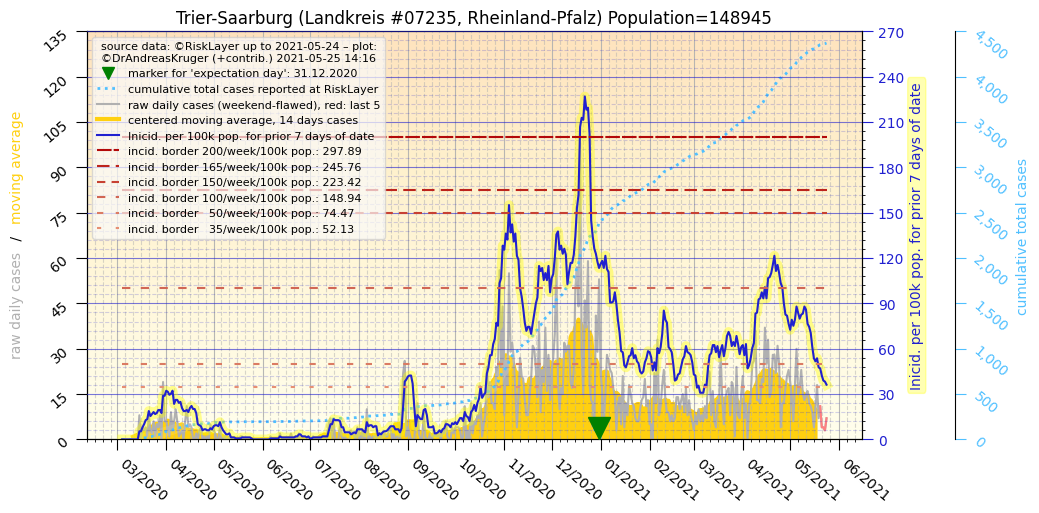 Trier-Saarburg (Landkreis #07235, Rheinland-Pfalz) Population=148945
source data: ©RiskLayer up to 2021-05-24 – plot:
©DrAndreasKruger (+contrib.) 2021-05-25 14:16
marker for 'expectation day': 31.12.2020
cumulative total cases reported at RiskLayer
raw daily cases (weekend-flawed), red: last 5
centered moving average, 14 days cases
Inicid. per 100k pop. for prior 7 days of date
incid. border 200/week/100k pop.: 297.89
incid. border 165/week/100k pop.: 245.76
incid. border 150/week/100k pop.: 223.42
incid. border 100/week/100k pop.: 148.94
incid. border 50/week/100k pop.: 74.47
incid. border 35/week/100k pop.: 52.13
raw daily cases / moving average
135
120
105
90
75
60
45
30
15
0
270
240
210
180
150
120
90
60
30
0
Inicid. per 100k pop. for prior 7 days of date
4,500
4,000
3,500
3,000
2,500
2,000
1,500
1,000
500
0
cumulative total cases
03/2020
04/2020
05/2020
06/2020
07/2020
08/2020
09/2020
10/2020
11/2020
12/2020
01/2021
02/2021
03/2021
04/2021
05/2021
06/2021